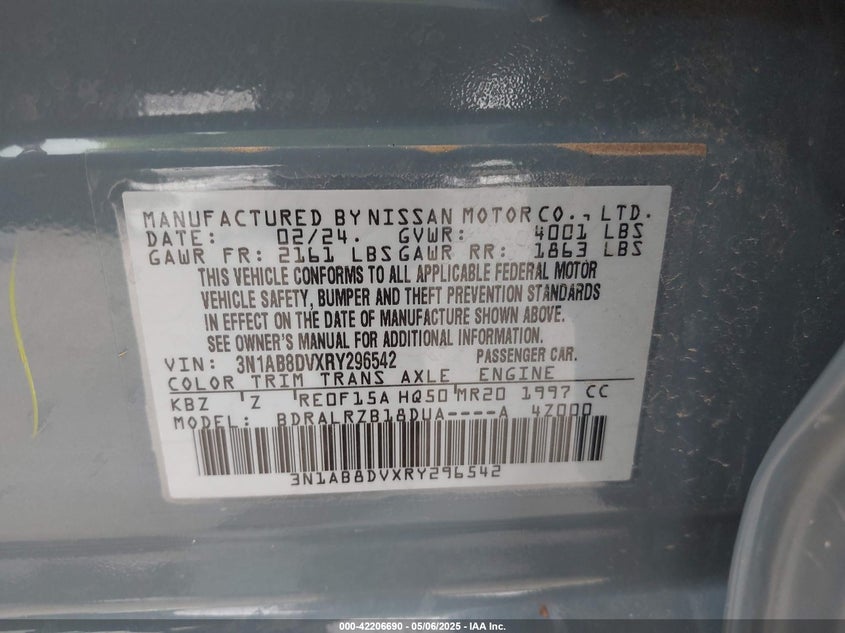 MANUFACTURED BY NISSAN MOTOR CO., LTD.
DATE: 02/24. GVWR: 4001 LBS
GAWR FR: 2161 LBS GAWR RR: 1863 LBS
THIS VEHICLE CONFORMS TO ALL APPLICABLE FEDERAL MOTOR
VEHICLE SAFETY, BUMPER AND THEFT PREVENTION STANDARDS
IN EFFECT ON THE DATE OF MANUFACTURE SHOWN ABOVE.
SEE OWNER'S MANUAL FOR ADDITIONAL INFORMATION.
VIN: 3N1AB8DVXRY296542 PASSENGER CAR.
COLOR TRIM TRANS AXLE ENGINE
KBZ 'Z 'RE0F15A HQ50'MR20 1997 CC
MODEL: BDRALRZB18DUA----A 4Z000
3N1AB8DVXRY296542
000-42206690 - 05/06/2025 - IAA Inc.